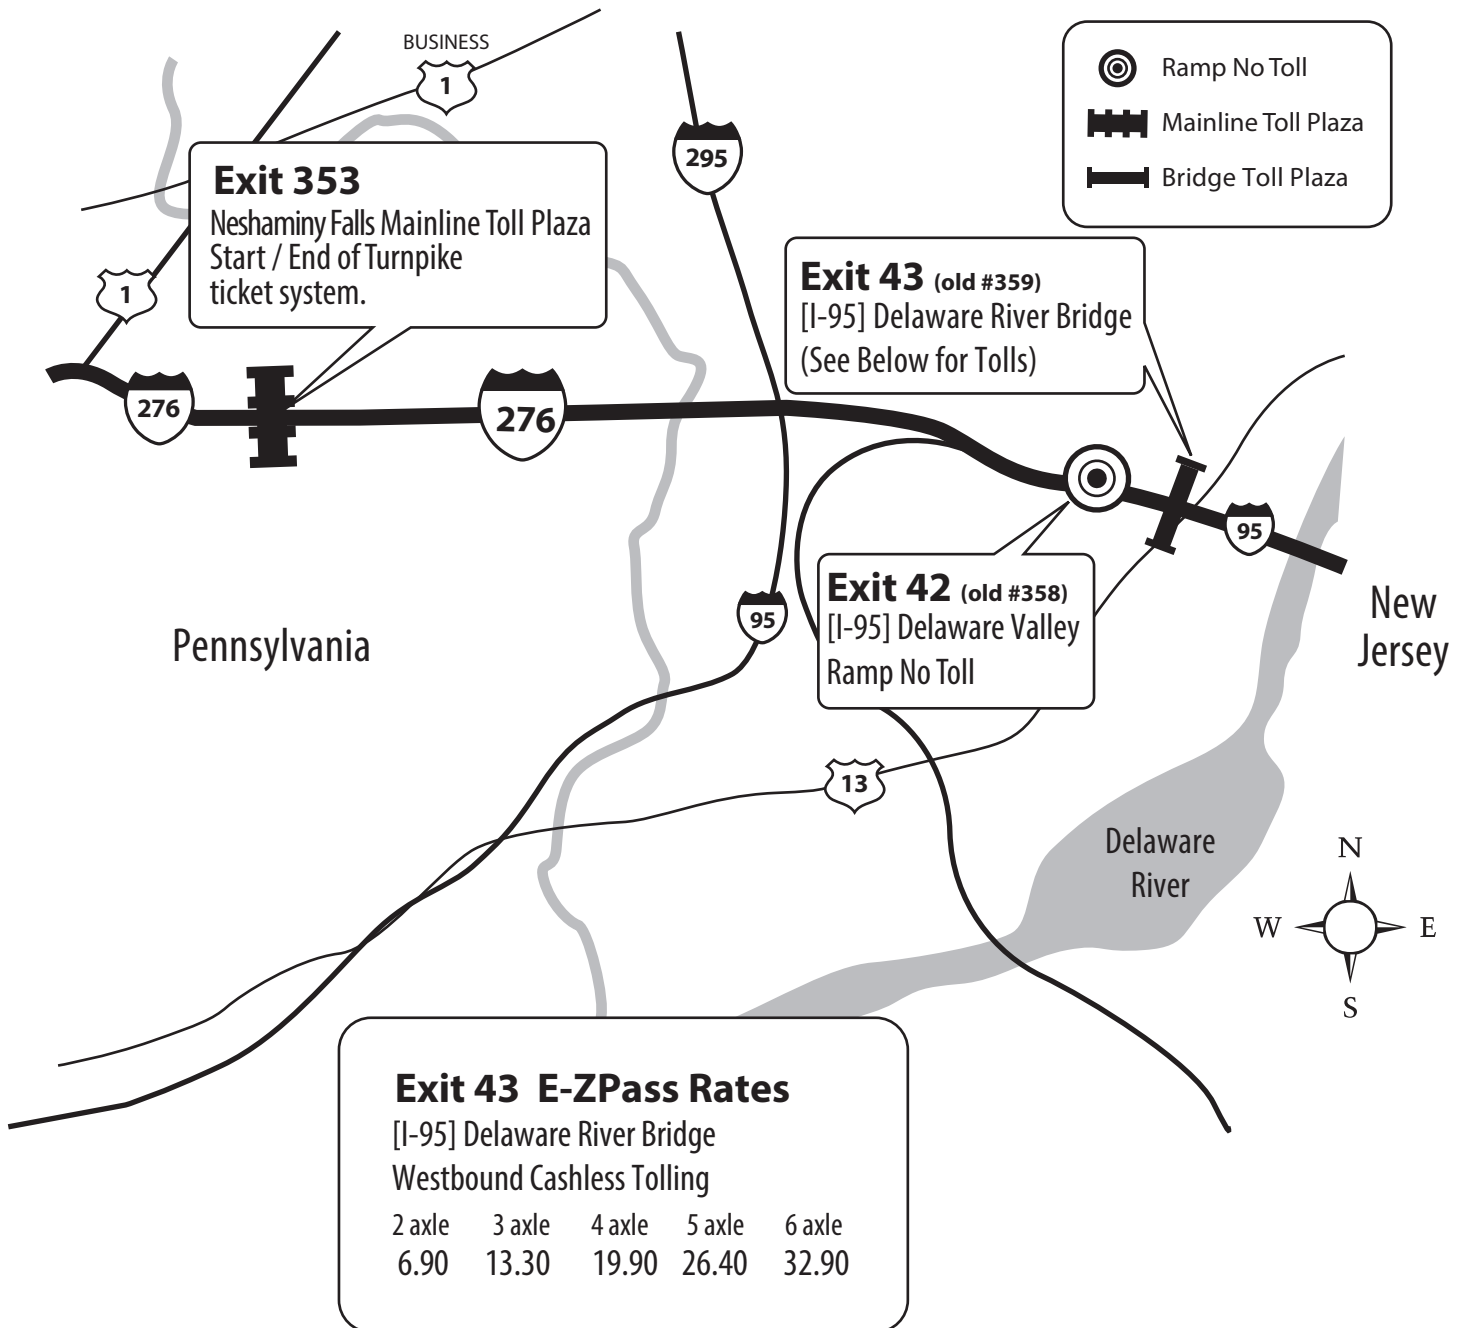 BUSINESS
1
295
Ramp No Toll
Mainline Toll Plaza
Bridge Toll Plaza
Exit 353
Neshaminy Falls Mainline Toll Plaza
Start / End of Turnpike
ticket system.
1
Exit 43 (old #359)
[I-95] Delaware River Bridge
(See Below for Tolls)
276
276
95
Exit 42 (old #358)
[I-95] Delaware Valley
Ramp No Toll
95
New
Jersey
Pennsylvania
13
Delaware
River
N
W
E
S
Exit 43 E-ZPass Rates
[I-95] Delaware River Bridge
Westbound Cashless Tolling
2 axle 3 axle 4 axle 5 axle 6 axle
6.90 13.30 19.90 26.40 32.90